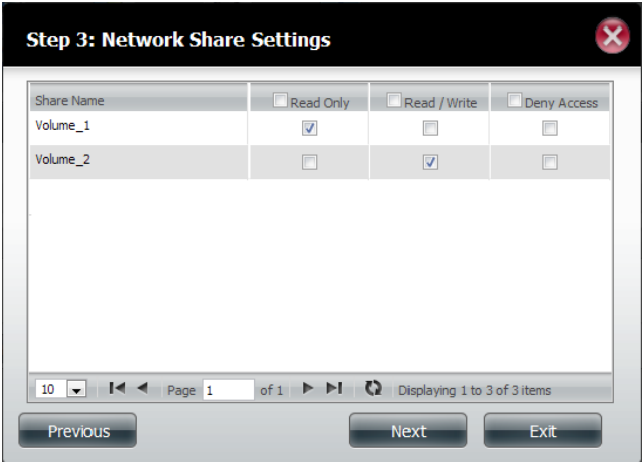 Step 3: Network Share Settings
Share Name Read Only Read / Write Deny Access
Volume_1
Volume_2
10 Page 1 of 1 Displaying 1 to 3 of 3 items
Previous Next Exit